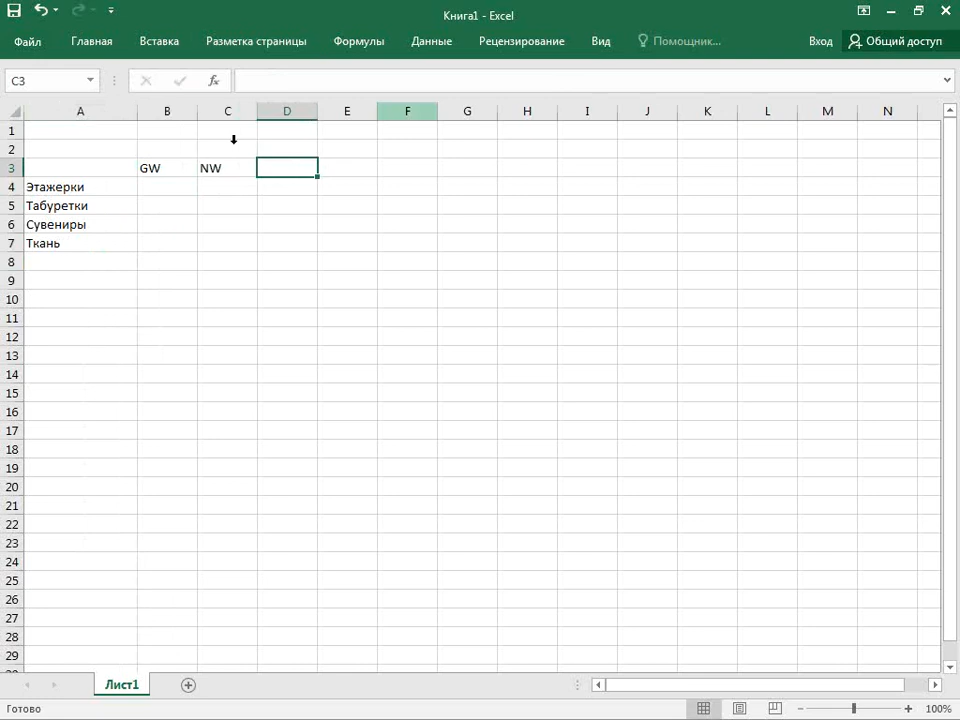 Книга1 - Excel
Файл Главная Вставка Разметка страницы Формулы Данные Рецензирование Вид Помощник... Вход Общий доступ
C3 fx
A B C D E F G H I J K L M N
1
2
3 GW NW
4 Этажерки
5 Табуретки
6 Сувениры
7 Ткань
8
9
10
11
12
13
14
15
16
17
18
19
20
21
22
23
24
25
26
27
28
29
Лист1
Готово 100%